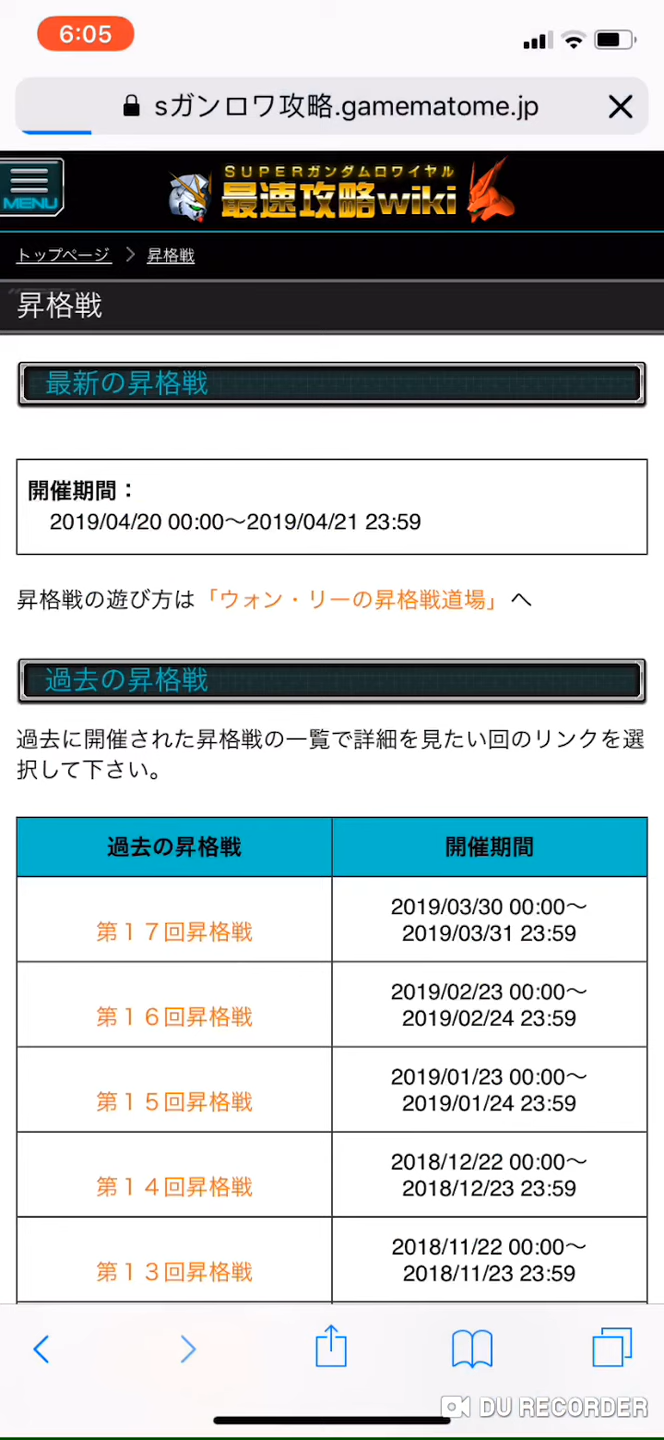 6:05
sガンロワ攻略.gamematome.jp
MENU
SUPERガンダムロワイヤル
最速攻略wiki
トップページ
昇格戦
昇格戦
最新の昇格戦
開催期間：
2019/04/20 00:00〜2019/04/21 23:59
昇格戦の遊び方は「ウォン・リーの昇格戦道場」へ
過去の昇格戦
過去に開催された昇格戦の一覧で詳細を見たい回のリンクを選
択して下さい。
過去の昇格戦 開催期間
第１７回昇格戦
2019/03/30 00:00〜
2019/03/31 23:59
第１６回昇格戦
2019/02/23 00:00〜
2019/02/24 23:59
第１５回昇格戦
2019/01/23 00:00〜
2019/01/24 23:59
第１４回昇格戦
2018/12/22 00:00〜
2018/12/23 23:59
第１３回昇格戦
2018/11/22 00:00〜
2018/11/23 23:59
DU RECORDER